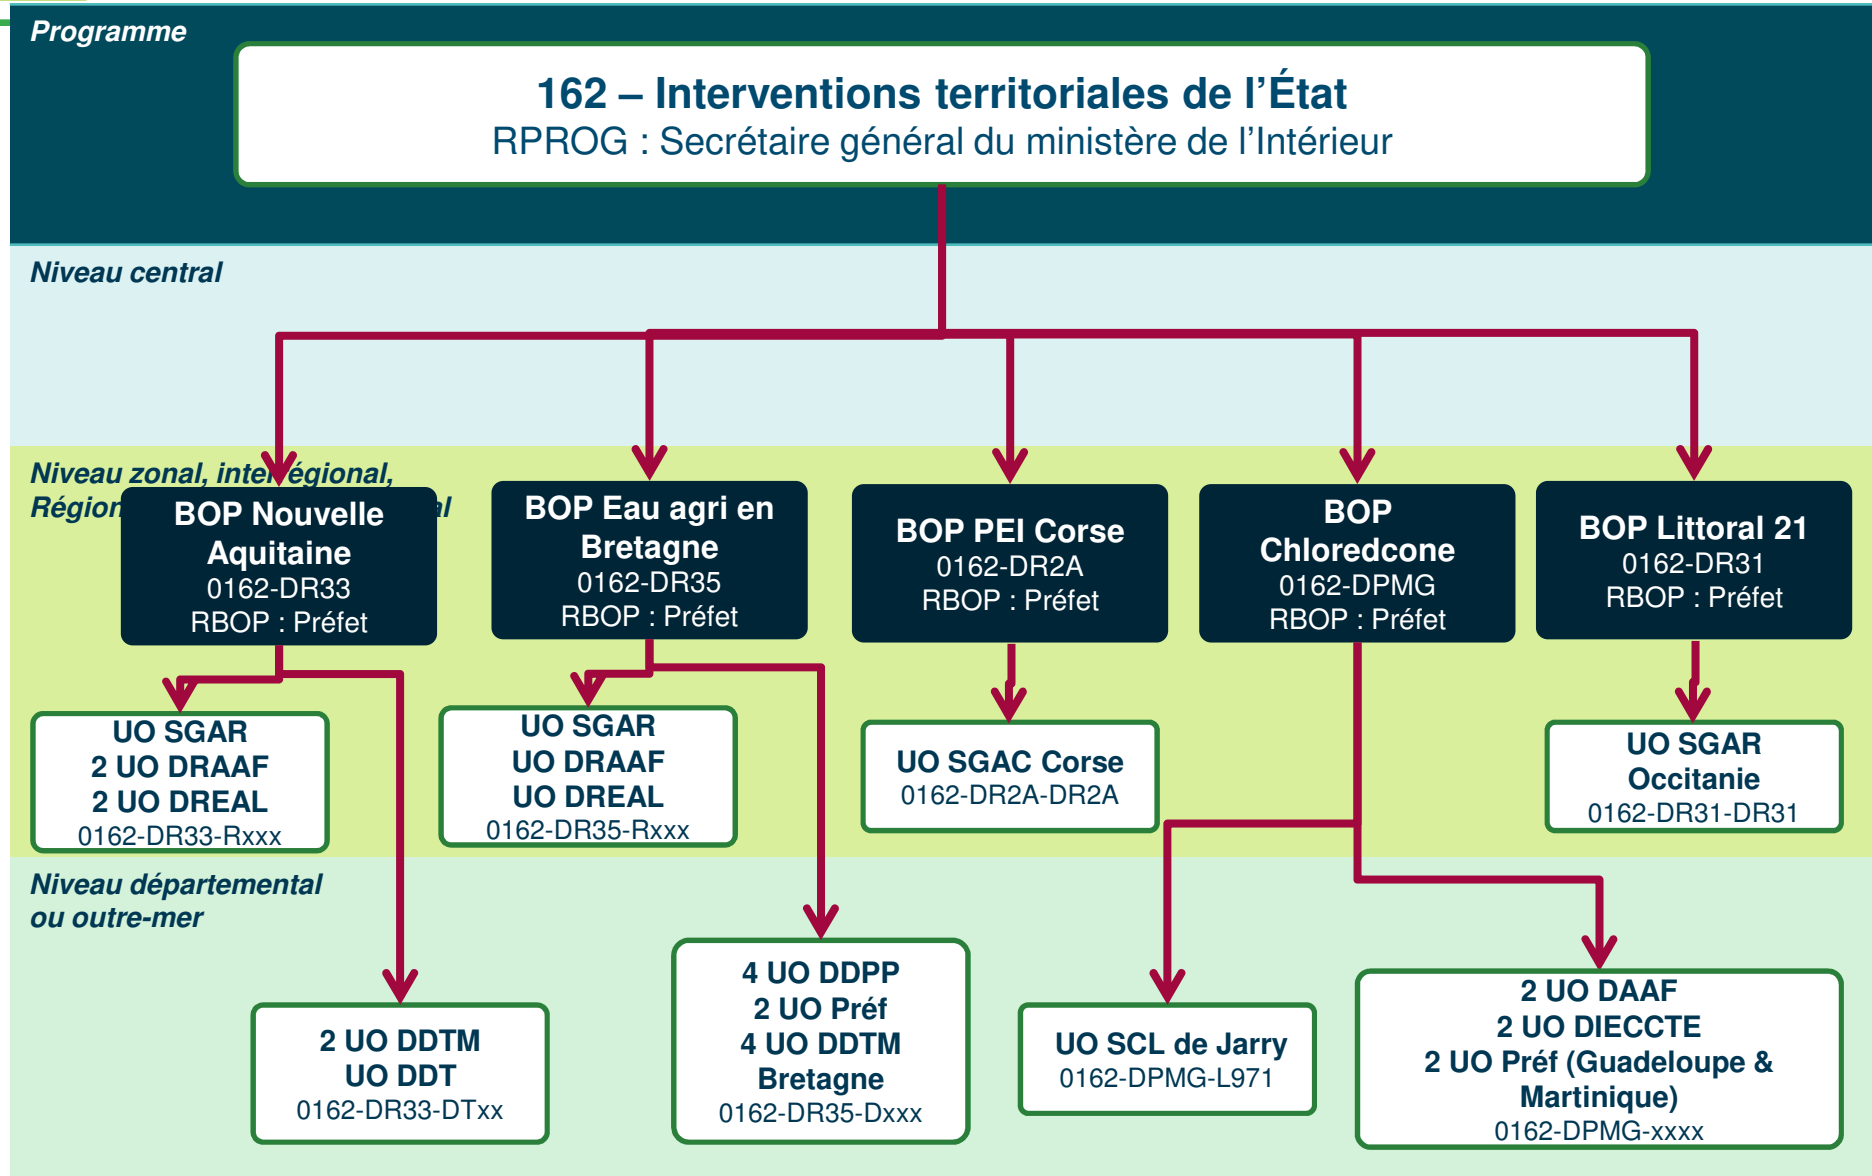 Programme
162 – Interventions territoriales de l’État
RPROG : Secrétaire général du ministère de l’Intérieur
Niveau central
Niveau zonal, interrégional,
Région
BOP Nouvelle
Aquitaine
0162-DR33
RBOP : Préfet
BOP Eau agri en
Bretagne
0162-DR35
RBOP : Préfet
BOP PEI Corse
0162-DR2A
RBOP : Préfet
BOP
Chloredcone
0162-DPMG
RBOP : Préfet
BOP Littoral 21
0162-DR31
RBOP : Préfet
UO SGAR
2 UO DRAAF
2 UO DREAL
0162-DR33-Rxxx
UO SGAR
UO DRAAF
UO DREAL
0162-DR35-Rxxx
UO SGAC Corse
0162-DR2A-DR2A
UO SGAR
Occitanie
0162-DR31-DR31
Niveau départemental
ou outre-mer
2 UO DDTM
UO DDT
0162-DR33-DTxx
4 UO DDPP
2 UO Préf
4 UO DDTM
Bretagne
0162-DR35-Dxxx
UO SCL de Jarry
0162-DPMG-L971
2 UO DAAF
2 UO DIECCTE
2 UO Préf (Guadeloupe &
Martinique)
0162-DPMG-xxxx